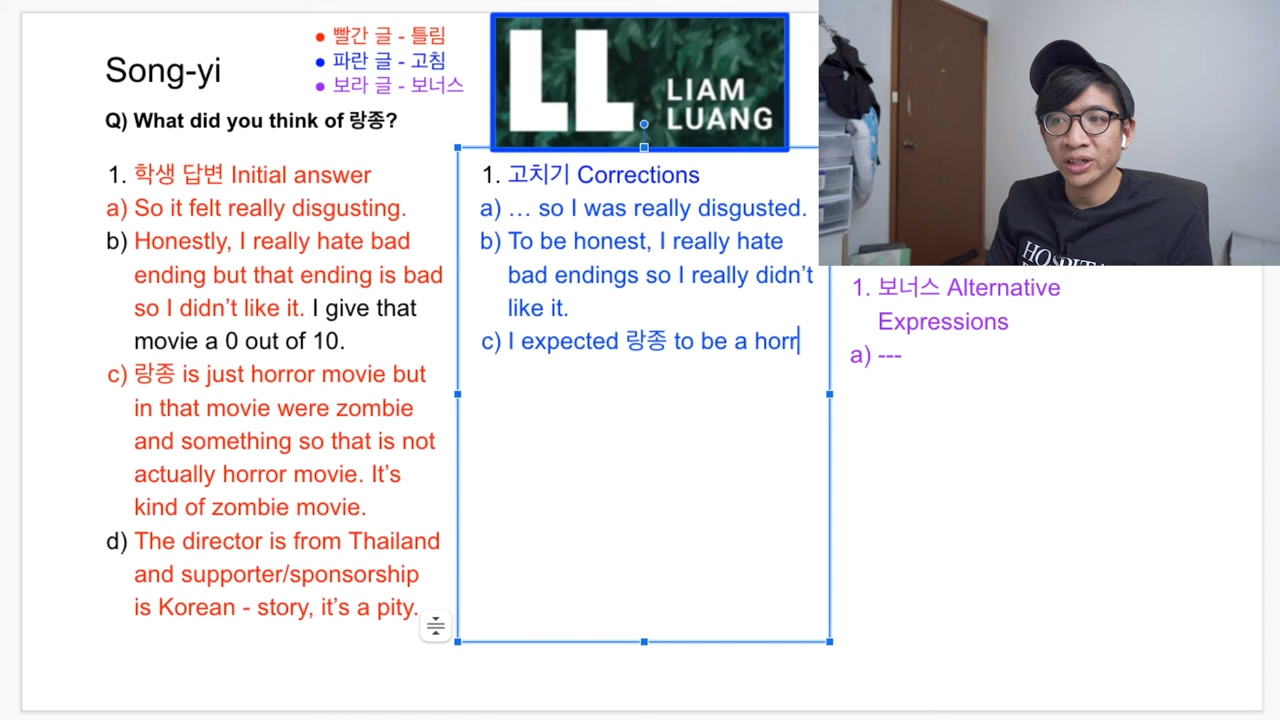 Song-yi
• 빨간 글 - 틀림
• 파란 글 - 고침
• 보라 글 - 보너스
Q) What did you think of 랑종?
LL
LIAM
LUANG
1. 학생 답변 Initial answer
a) So it felt really disgusting.
b) Honestly, I really hate bad
ending but that ending is bad
so I didn’t like it. I give that
movie a 0 out of 10.
c) 랑종 is just horror movie but
in that movie were zombie
and something so that is not
actually horror movie. It’s
kind of zombie movie.
d) The director is from Thailand
and supporter/sponsorship
is Korean - story, it’s a pity.
1. 고치기 Corrections
a) … so I was really disgusted.
b) To be honest, I really hate
bad endings so I really didn’t
like it.
c) I expected 랑종 to be a horr
1. 보너스 Alternative
Expressions
a) ---